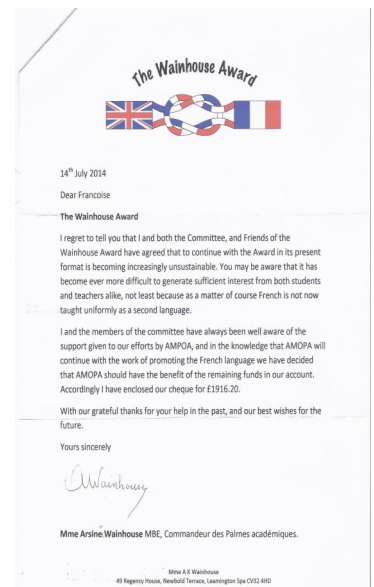 The Wainhouse Award
14th July 2014
Dear Francoise
The Wainhouse Award
I regret to tell you that I and both the Committee, and Friends of the
Wainhouse Award have agreed that to continue with the Award in its present
format is becoming increasingly unsustainable. You may be aware that it has
become ever more difficult to generate sufficient interest from both students
and teachers alike, not least because as a matter of course French is not now
taught uniformly as a second language.
I and the members of the committee have always been well aware of the
support given to our efforts by AMPOA, and in the knowledge that AMOPA will
continue with the work of promoting the French language we have decided
that AMOPA should have the benefit of the remaining funds in our account.
Accordingly I have enclosed our cheque for £1916.20.
With our grateful thanks for your help in the past, and our best wishes for the
future.
Yours sincerely
AWainhouse
Mme Arsine Wainhouse MBE, Commandeur des Palmes académiques.
Mme A K Wainhouse
49 Regency House, Newbold Terrace, Leamington Spa CV32 4HD